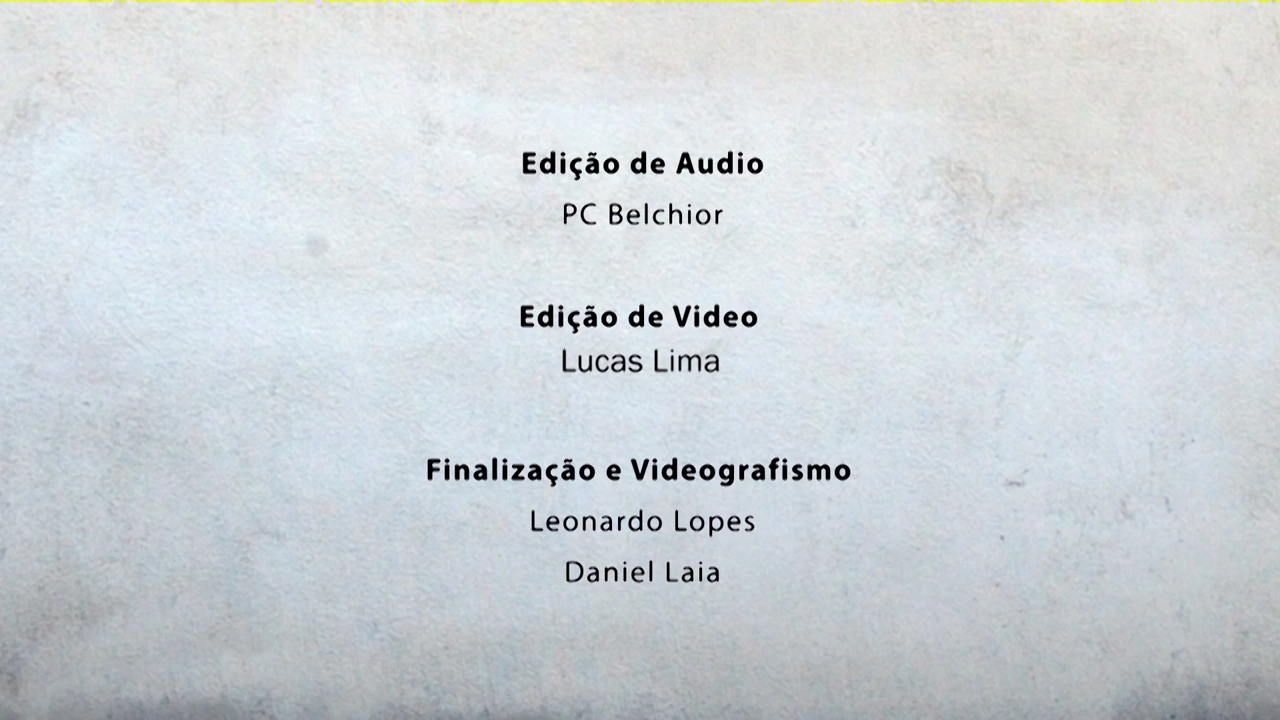 Edição de Audio
PC Belchior
Edição de Video
Lucas Lima
Finalização e Videografismo
Leonardo Lopes
Daniel Laia